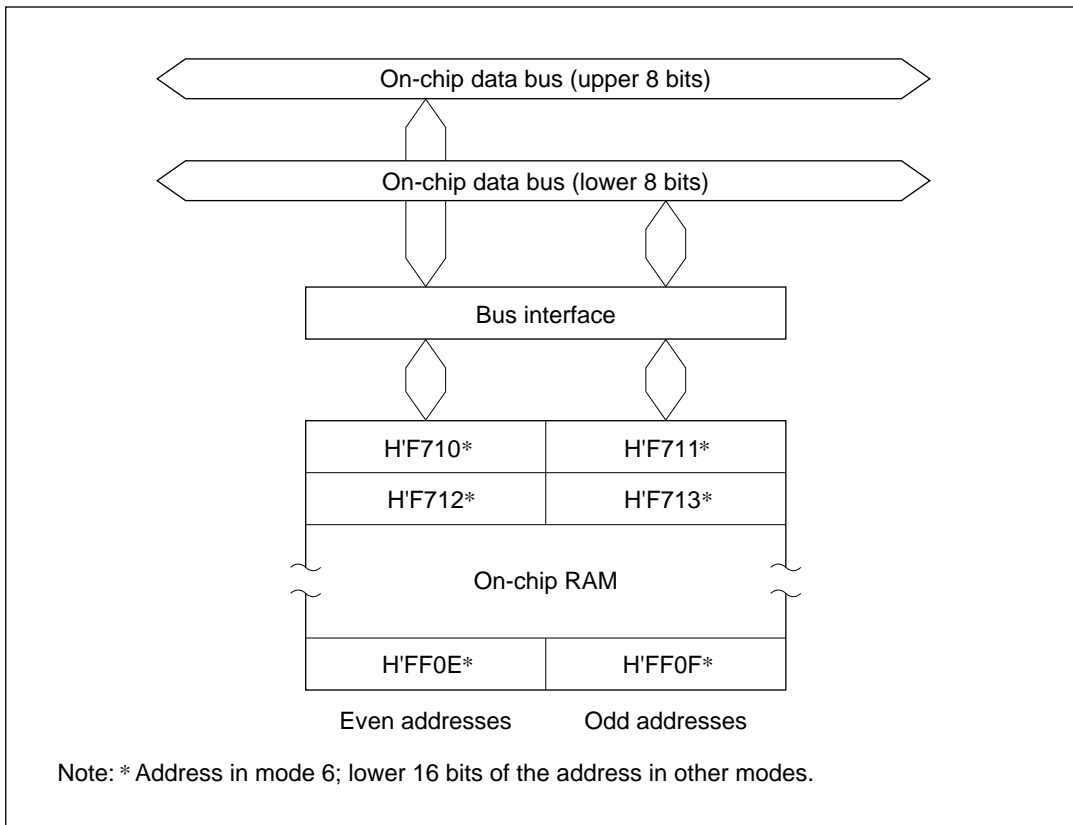 On-chip data bus (upper 8 bits)
On-chip data bus (lower 8 bits)
Bus interface
H'F710* H'F711*
H'F712* H'F713*
On-chip RAM
H'FF0E* H'FF0F*
Even addresses Odd addresses
Note: * Address in mode 6; lower 16 bits of the address in other modes.